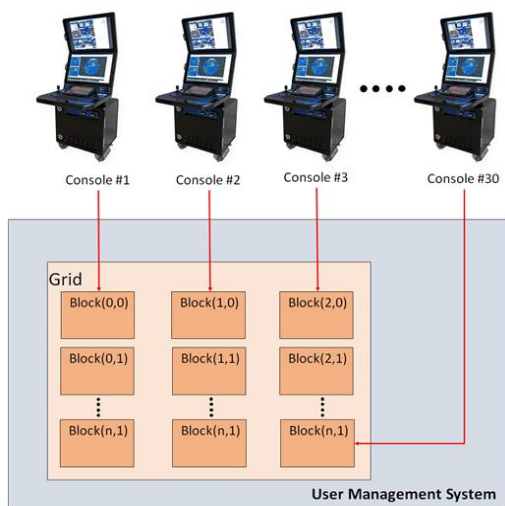 Console #1
Console #2
Console #3
Console #30
Grid
Block(0,0)
Block(1,0)
Block(2,0)
Block(0,1)
Block(1,1)
Block(2,1)
Block(n,1)
Block(n,1)
Block(n,1)
User Management System